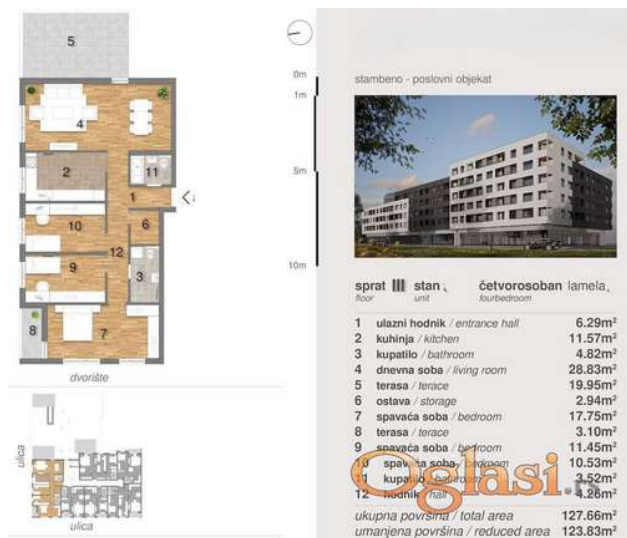 5
4
2
11
1
10
6
12
9
3
8
7
dvorište
ulica
ulica
0m
1m
5m
10m
stambeno - poslovni objekat
sprat III stan četvorosoban lamela
floor unit fourbedroom
1 ulazni hodnik / entrance hall 6.29m²
2 kuhinja / kitchen 11.57m²
3 kupatilo / bathroom 4.82m²
4 dnevna soba / living room 28.83m²
5 terasa / terace 19.95m²
6 ostava / storage 2.94m²
7 spavaća soba / bedroom 17.75m²
8 terasa / terace 3.10m²
9 spavaća soba / bedroom 11.45m²
10 spavaća soba / bedroom 10.53m²
11 kupatilo / bathroom 3.52m²
12 hodnik / hall 4.26m²
Oglasi.rs
ukupna površina / total area 127.66m²
umanjena površina / reduced area 123.83m²